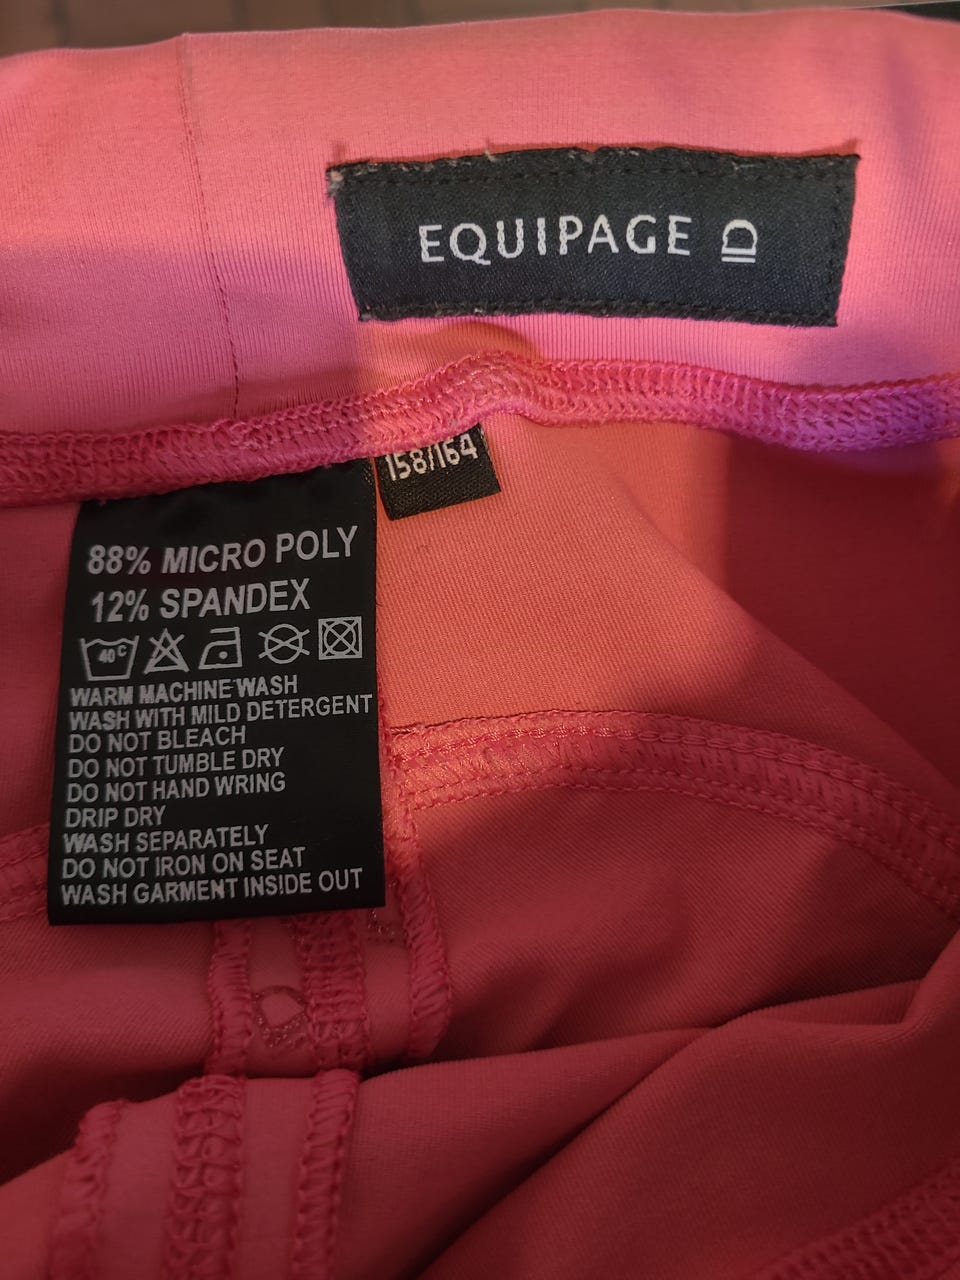 EQUIPAGE ID
158/164
88% MICRO POLY
12% SPANDEX
40°C
WARM MACHINE WASH
WASH WITH MILD DETERGENT
DO NOT BLEACH
DO NOT TUMBLE DRY
DO NOT HAND WRING
DRIP DRY
WASH SEPARATELY
DO NOT IRON ON SEAT
WASH GARMENT INSIDE OUT